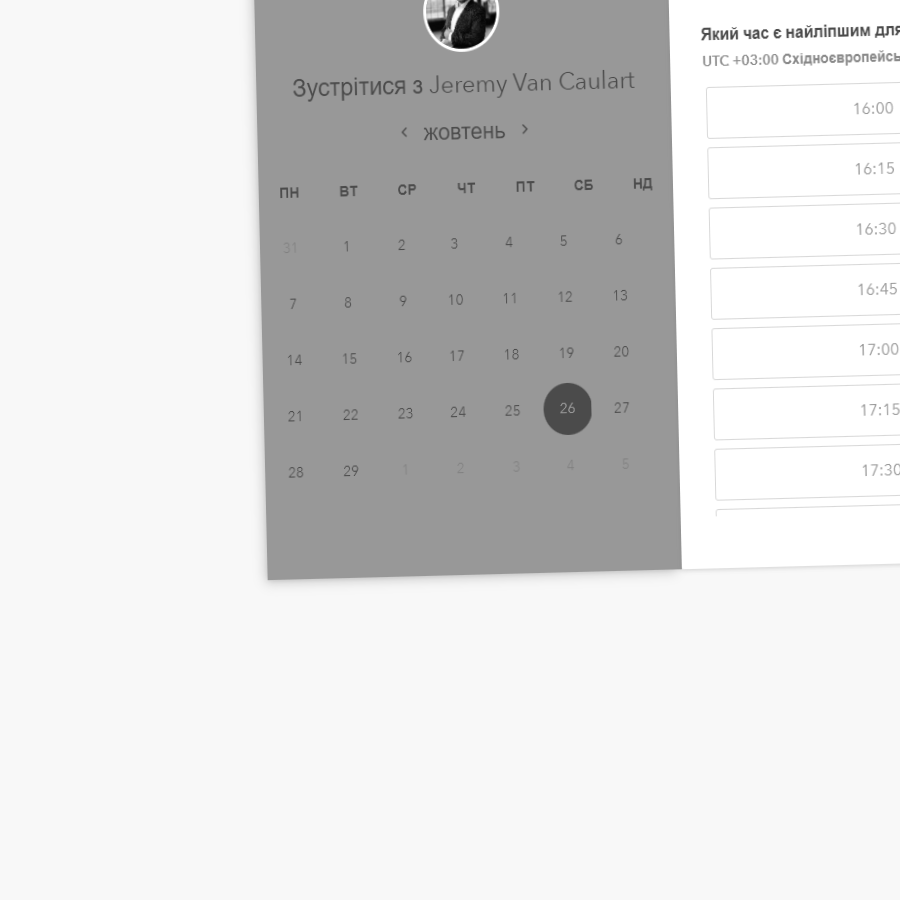 Зустрітися з Jeremy Van Caulart
‹ жовтень ›
ПН ВТ СР ЧТ ПТ СБ НД
31 1 2 3 4 5 6
7 8 9 10 11 12 13
14 15 16 17 18 19 20
21 22 23 24 25 26 27
28 29 1 2 3 4 5
Який час є найліпшим для
UTC +03:00
16:00
16:15
16:30
16:45
17:00
17:15
17:30